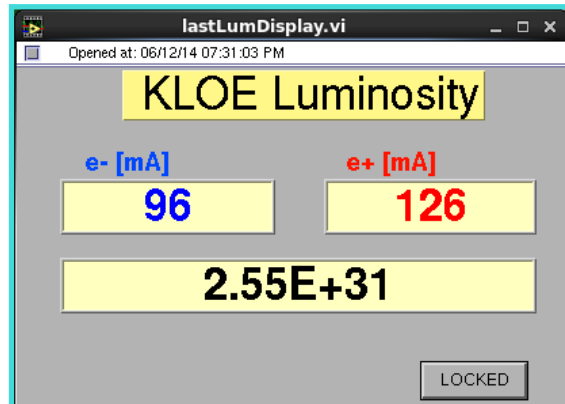 lastLumDisplay.vi
Opened at: 06/12/14 07:31:03 PM
KLOE Luminosity
e- [mA] e+ [mA]
96 126
2.55E+31
LOCKED